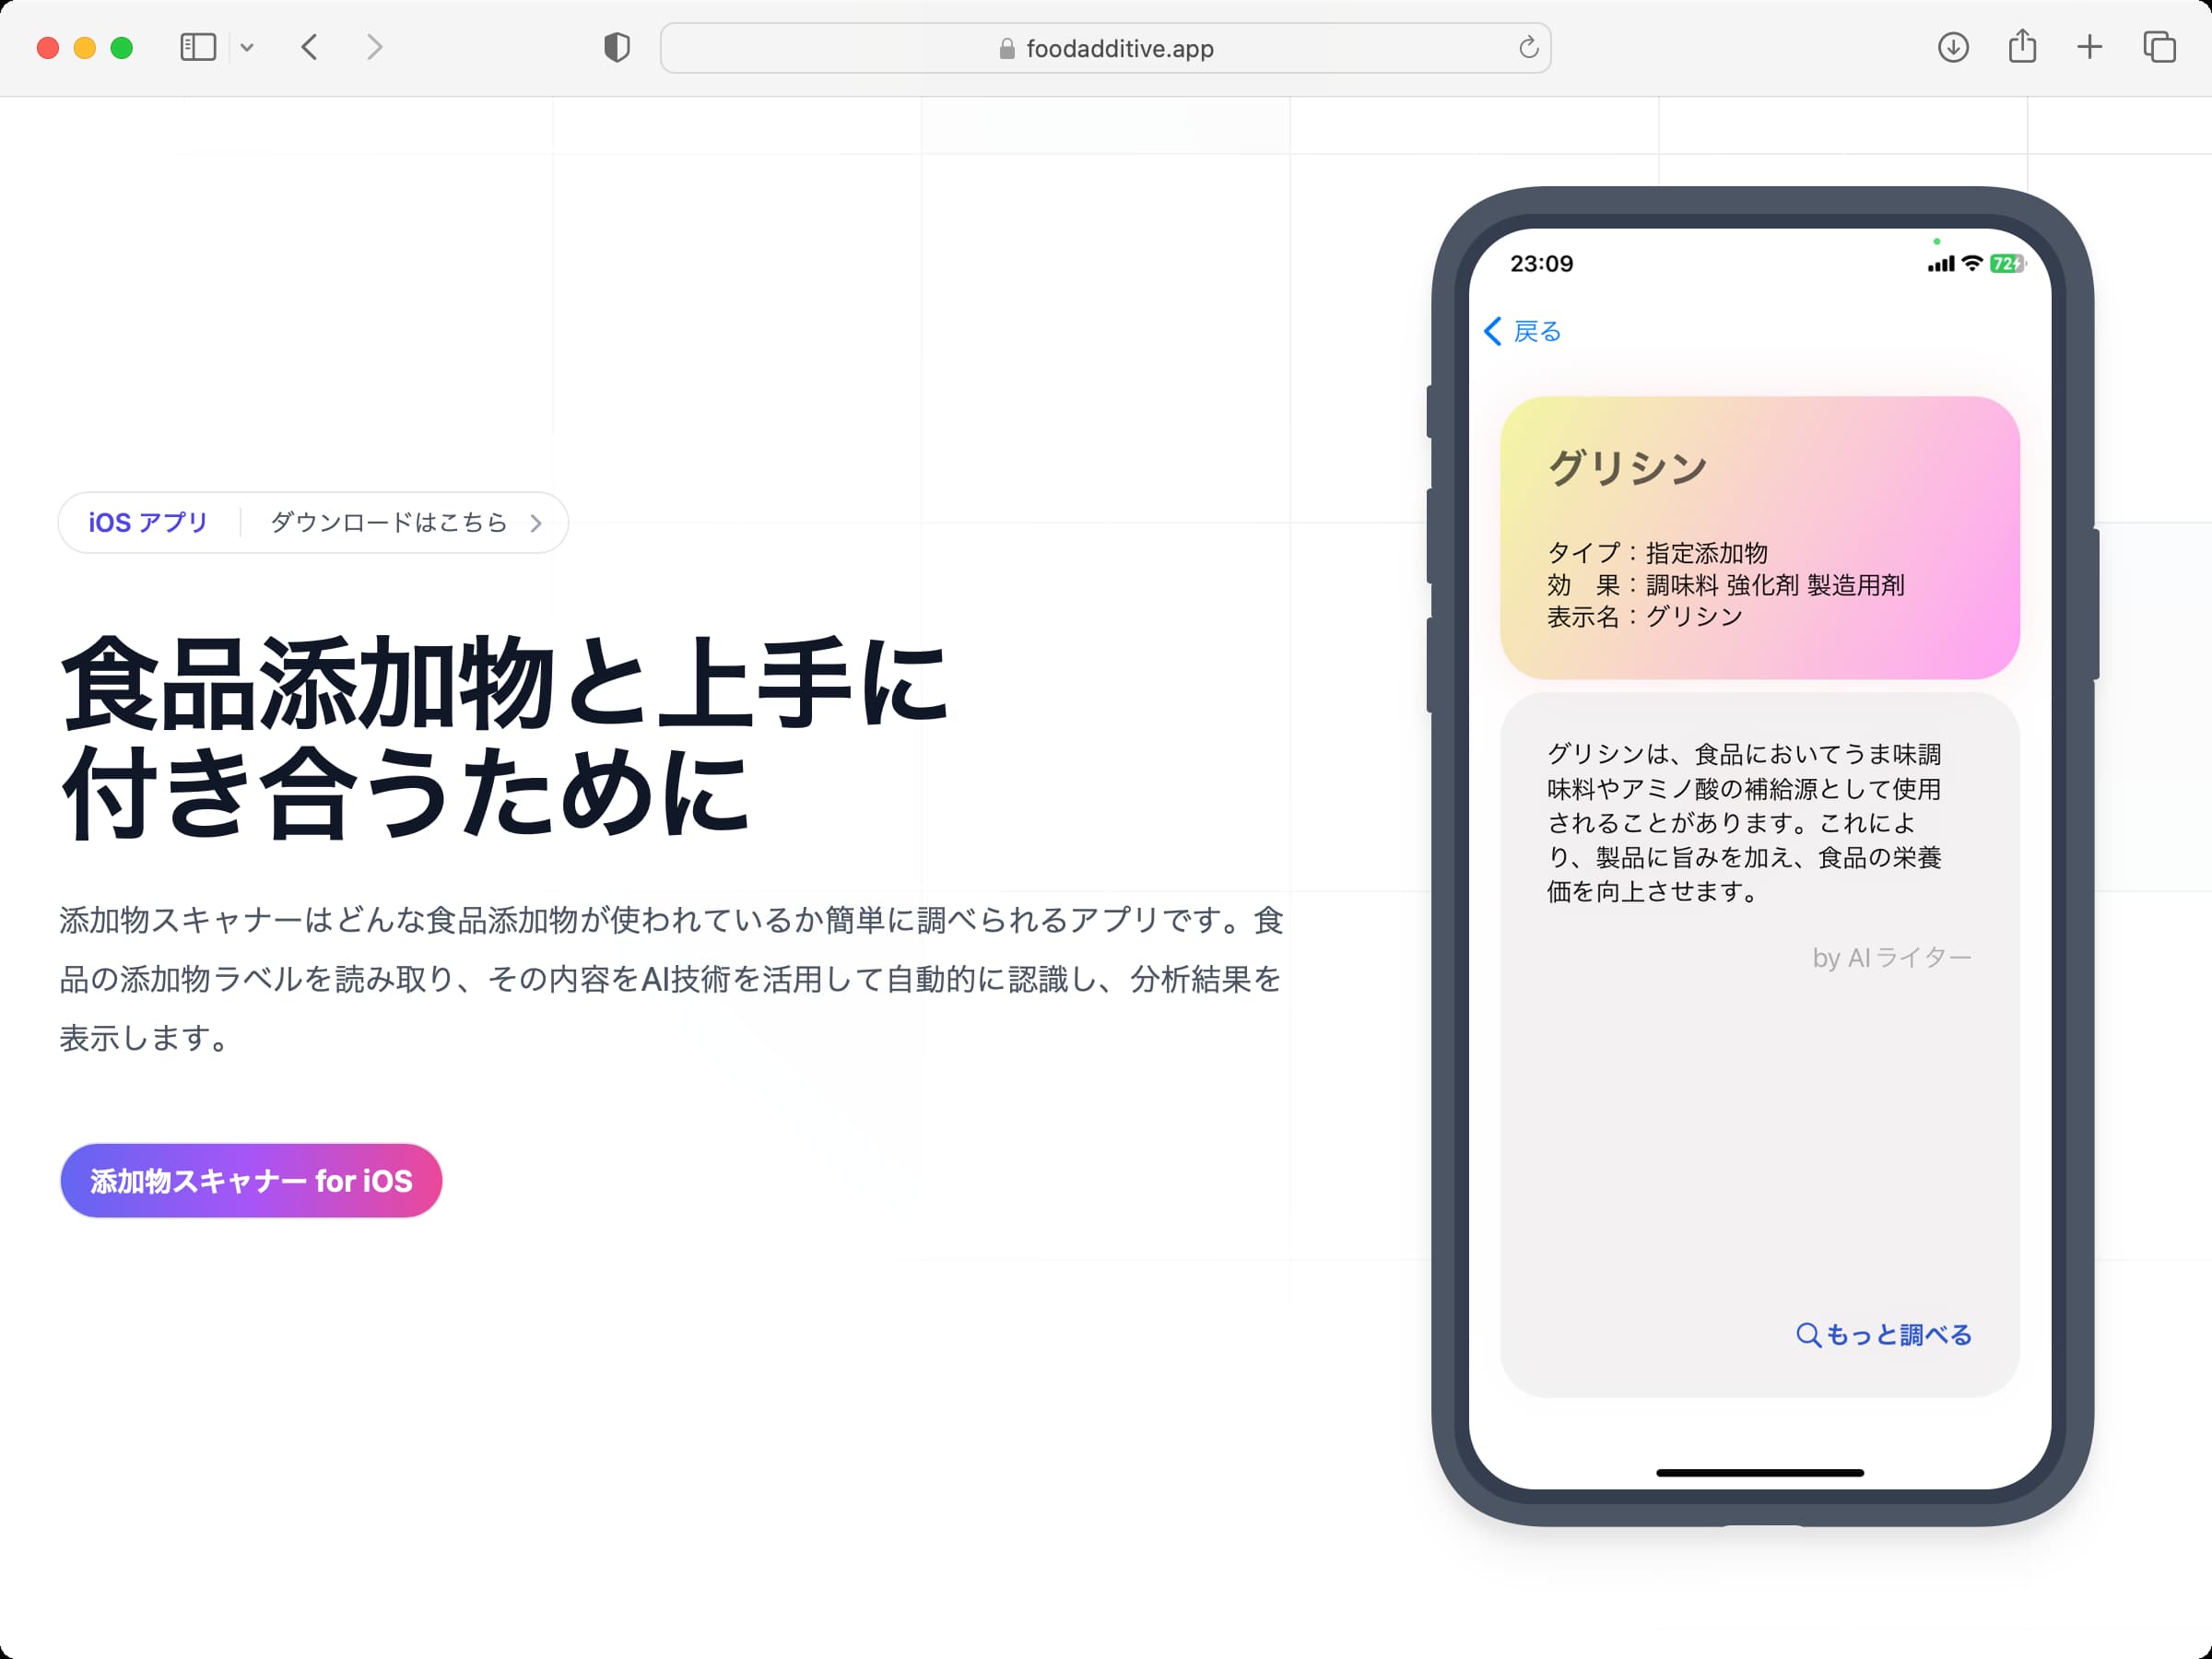 foodadditive.app
iOS アプリ
ダウンロードはこちら
食品添加物と上手に
付き合うために
添加物スキャナーはどんな食品添加物が使われているか簡単に調べられるアプリです。食
品の添加物ラベルを読み取り、その内容をAI技術を活用して自動的に認識し、分析結果を
表示します。
添加物スキャナー for iOS
23:09
72
戻る
グリシン
タイプ：指定添加物
効　果：調味料 強化剤 製造用剤
表示名：グリシン
グリシンは、食品においてうま味調
味料やアミノ酸の補給源として使用
されることがあります。これによ
り、製品に旨みを加え、食品の栄養
価を向上させます。
by AI ライター
もっと調べる